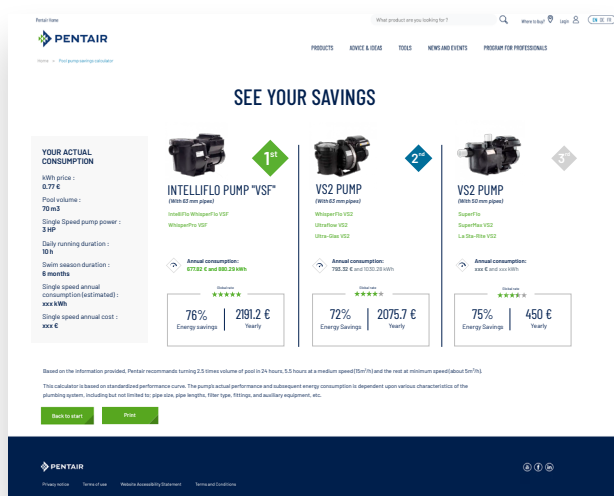 Pentair Home
What product are you looking for ?
Where to buy?
Login
EN DE FR
PENTAIR
PRODUCTS
ADVICE & IDEAS
TOOLS
NEWS AND EVENTS
PROGRAM FOR PROFESSIONALS
Home > Pool pump savings calculator
SEE YOUR SAVINGS
YOUR ACTUAL
CONSUMPTION
kWh price :
0.77 €
Pool volume :
70 m3
Single Speed pump power :
3 HP
Daily running duration :
10 h
Swim season duration :
6 months
Single speed annual
consumption (estimated) :
xxx kWh
Single speed annual cost :
xxx €
1st
INTELLIFLO PUMP "VSF"
(With 63 mm pipes)
IntelliFlo WhisperFlo VSF
WhisperPro VSF
Annual consumption :
677.82 € and 880.29 kWh
Global rate
★★★★★
76%
Energy Savings
2191.2 €
Yearly
2nd
VS2 PUMP
(With 63 mm pipes)
WhisperFlo VS2
Ultraflow VS2
Ultra-Glas VS2
Annual consumption :
793.32 € and 1030.28 kWh
Global rate
72%
Energy Savings
2075.7 €
Yearly
3rd
VS2 PUMP
(With 50 mm pipes)
SuperFlo
SuperMax VS2
La Sta-Rite VS2
Annual consumption :
xxx € and xxx kWh
Global rate
75%
Energy Savings
450 €
Yearly
Based on the information provided, Pentair recommands turning 2.5 times volume of pool in 24 hours, 5.5 hours at a medium speed (15m³/h) and the rest at minimum speed (about 5m³/h).
This calculator is based on standardized performance curve. The pump's actual performance and subsequent energy consumption is dependent upon various characteristics of the
plumbing system, including but not limited to; pipe size, pipe lengths, filter type, fittings, and auxiliary equipment, etc.
Back to start
Print
PENTAIR
Privacy notice
Terms of use
Website Accessibility Statement
Terms and Conditions